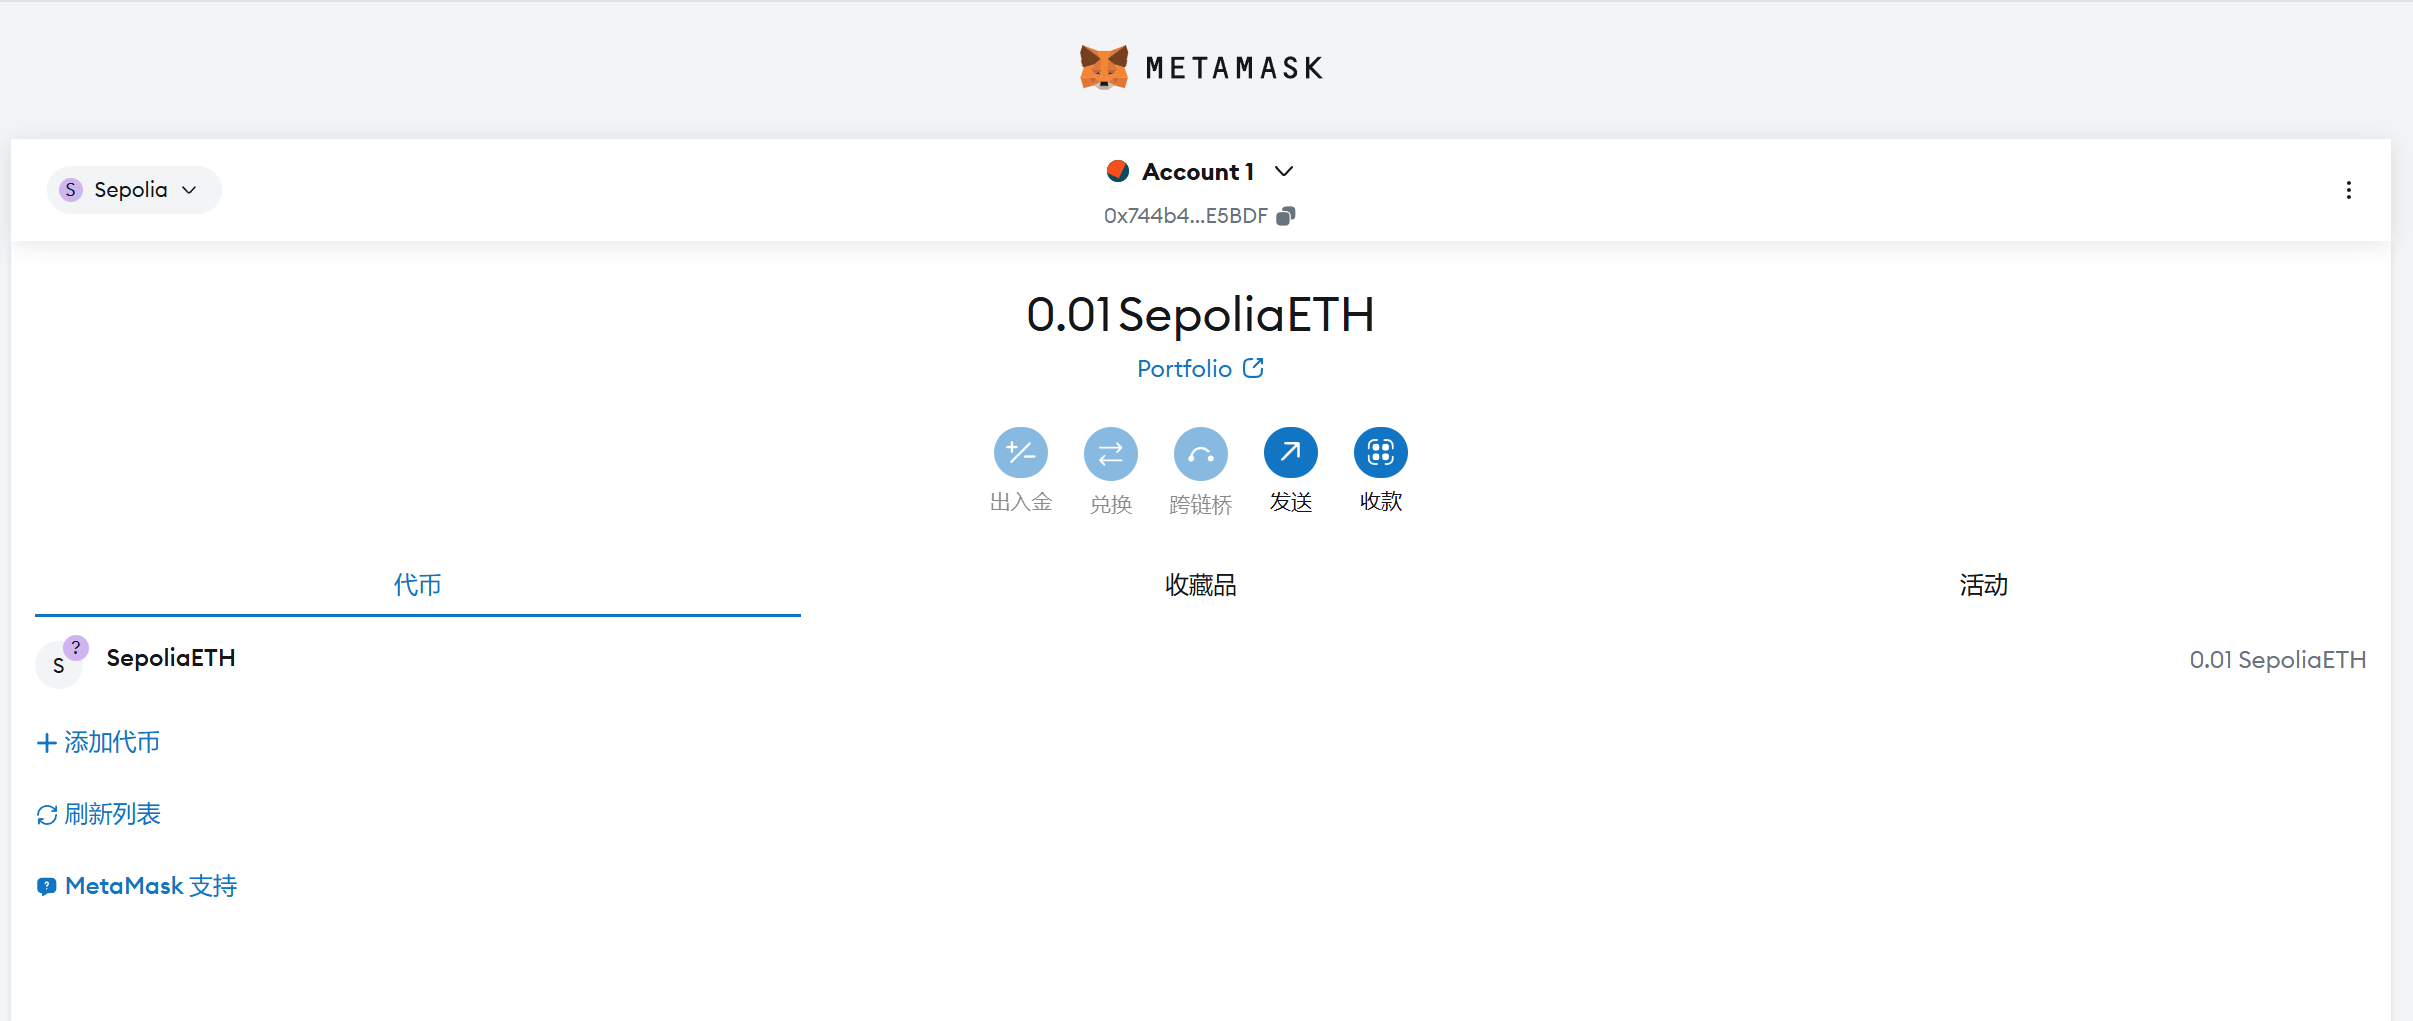 METAMASK
S Sepolia
Account 1
0x744b4...E5BDF
0.01 SepoliaETH
Portfolio
出入金 兑换 跨链桥 发送 收款
代币 收藏品 活动
S ? SepoliaETH 0.01 SepoliaETH
添加代币
刷新列表
MetaMask 支持